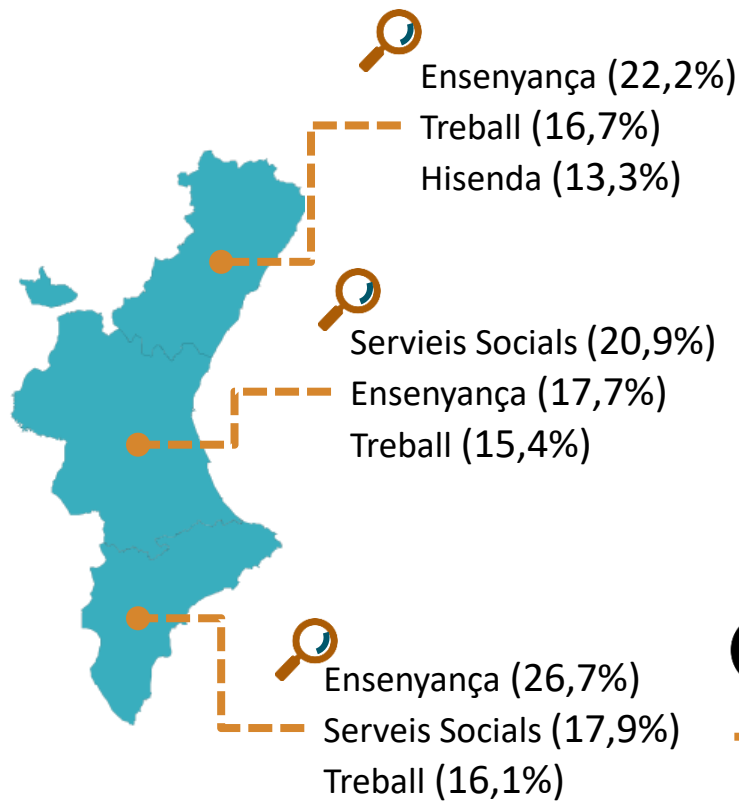 Ensenyança (22,2%)
Treball (16,7%)
Hisenda (13,3%)
Servieis Socials (20,9%)
Ensenyança (17,7%)
Treball (15,4%)
Ensenyança (26,7%)
Serveis Socials (17,9%)
Treball (16,1%)